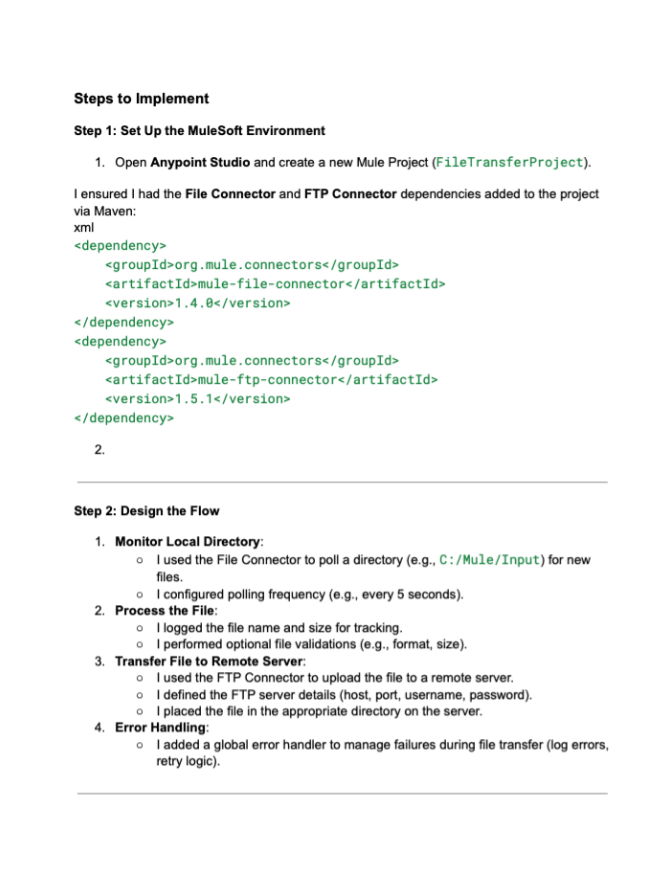 Steps to Implement
Step 1: Set Up the MuleSoft Environment
1. Open Anypoint Studio and create a new Mule Project (FileTransferProject).
I ensured I had the File Connector and FTP Connector dependencies added to the project
via Maven:
xml
<dependency>
    <groupId>org.mule.connectors</groupId>
    <artifactId>mule-file-connector</artifactId>
    <version>1.4.0</version>
</dependency>
<dependency>
    <groupId>org.mule.connectors</groupId>
    <artifactId>mule-ftp-connector</artifactId>
    <version>1.5.1</version>
</dependency>
2.
Step 2: Design the Flow
1. Monitor Local Directory:
○ I used the File Connector to poll a directory (e.g., C:/Mule/Input) for new
files.
○ I configured polling frequency (e.g., every 5 seconds).
2. Process the File:
○ I logged the file name and size for tracking.
○ I performed optional file validations (e.g., format, size).
3. Transfer File to Remote Server:
○ I used the FTP Connector to upload the file to a remote server.
○ I defined the FTP server details (host, port, username, password).
○ I placed the file in the appropriate directory on the server.
4. Error Handling:
○ I added a global error handler to manage failures during file transfer (log errors,
retry logic).